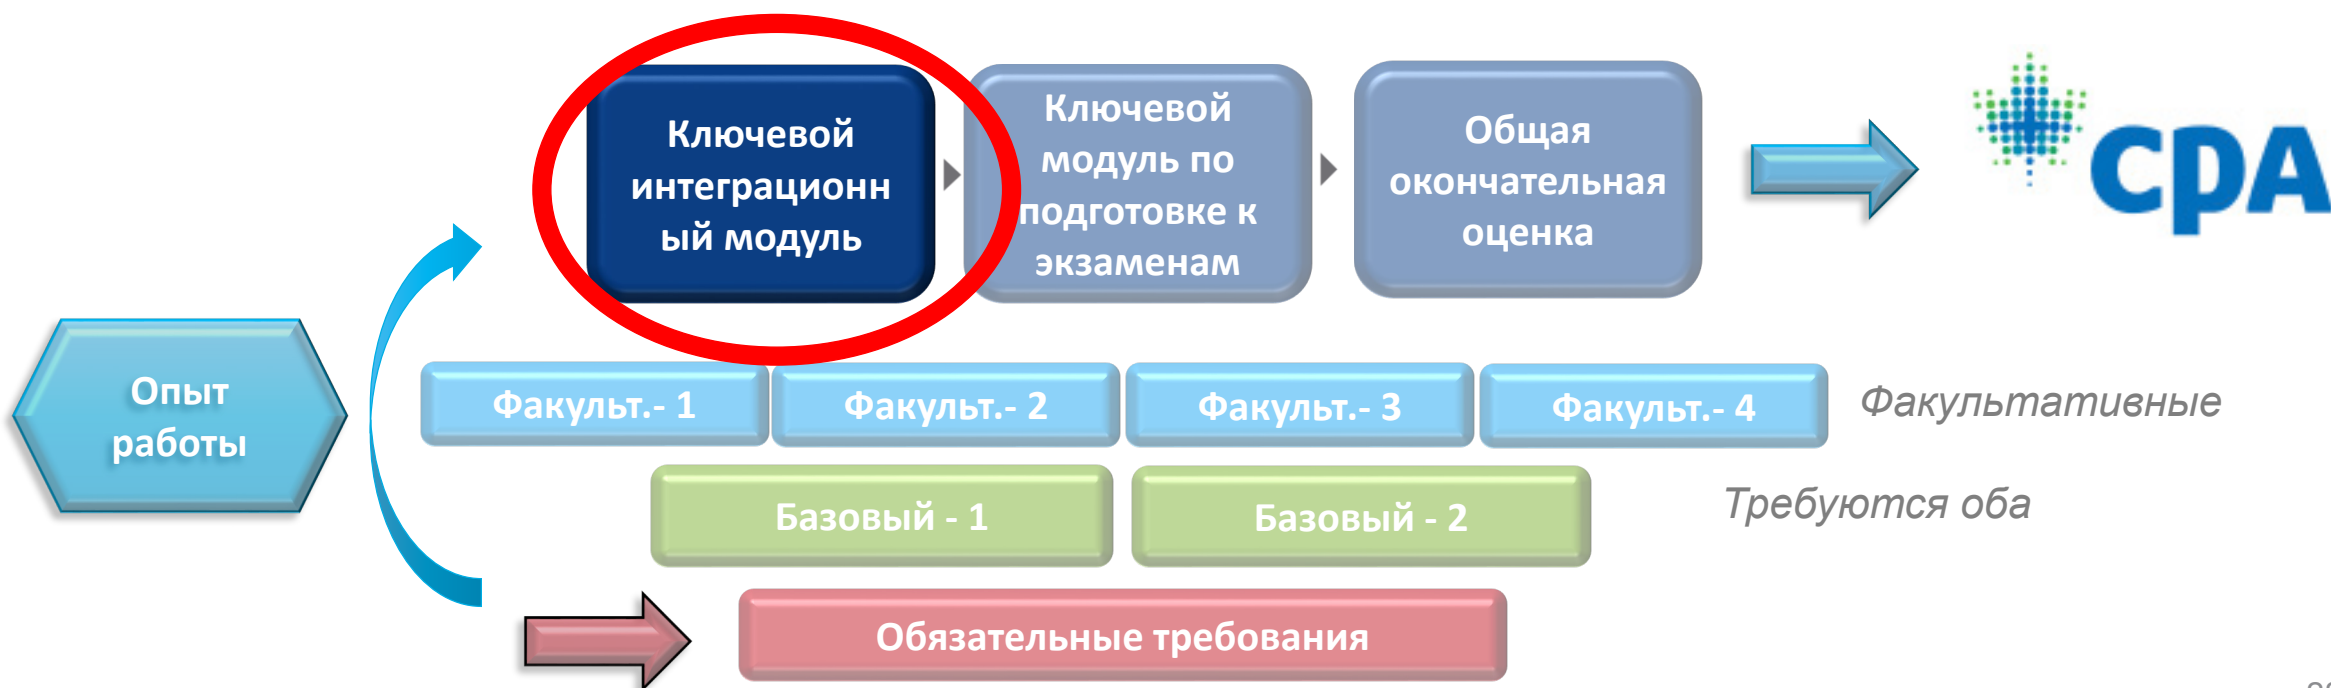 Ключевой
интеграционн
ый модуль
Ключевой
модуль по
подготовке к
экзаменам
Общая
окончательная
оценка
cpA
Опыт
работы
Факульт.- 1
Факульт.- 2
Факульт.- 3
Факульт.- 4
Факультативные
Базовый - 1
Базовый - 2
Требуются оба
Обязательные требования